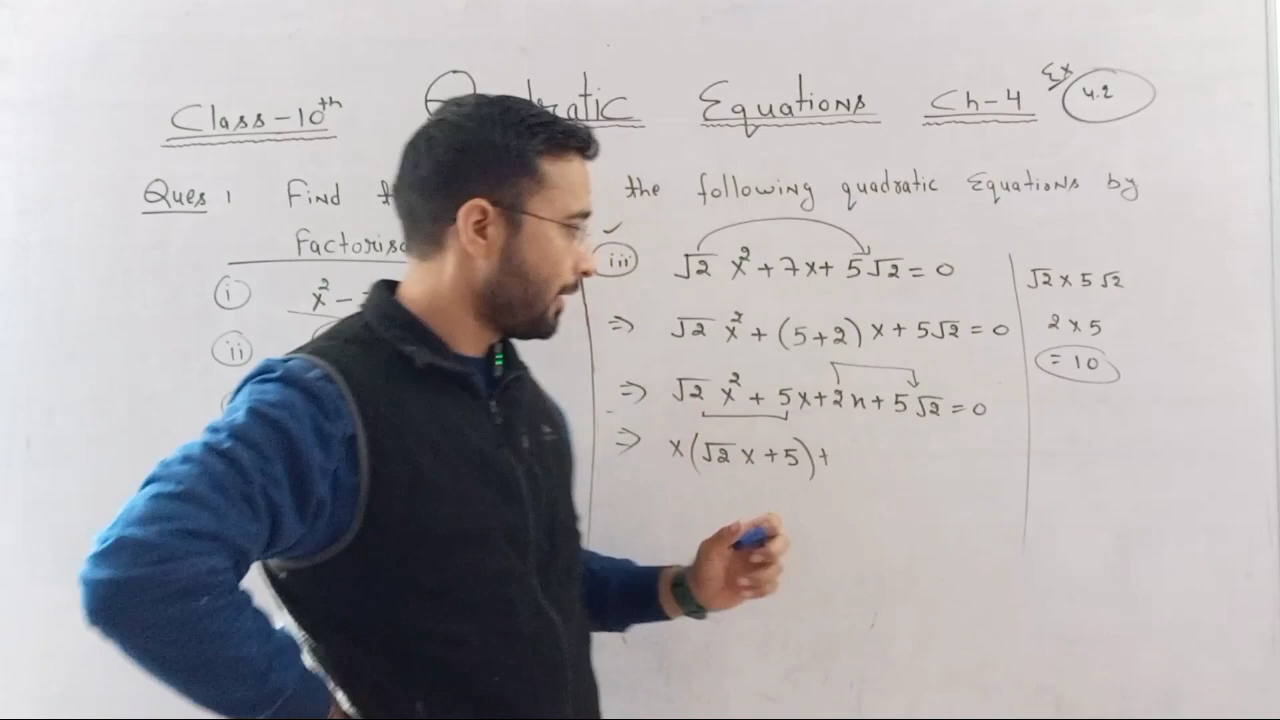 Class-10th Equations Ch-4 Ex 4.2
Ques 1 Find the following quadratic Equations by
i x² -
ii
iii √2 x² + 7x + 5√2 = 0
⇒ √2 x² + (5+2) x + 5√2 = 0
⇒ √2 x² + 5x + 2x + 5√2 = 0
⇒ x(√2 x + 5) +
√2 x 5√2
2 x 5
= 10